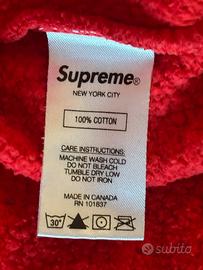 Supreme®
NEW YORK CITY
100% COTTON
CARE INSTRUCTIONS:
MACHINE WASH COLD
DO NOT BLEACH
TUMBLE DRY LOW
DO NOT IRON
MADE IN CANADA
RN 101837
30°
subito